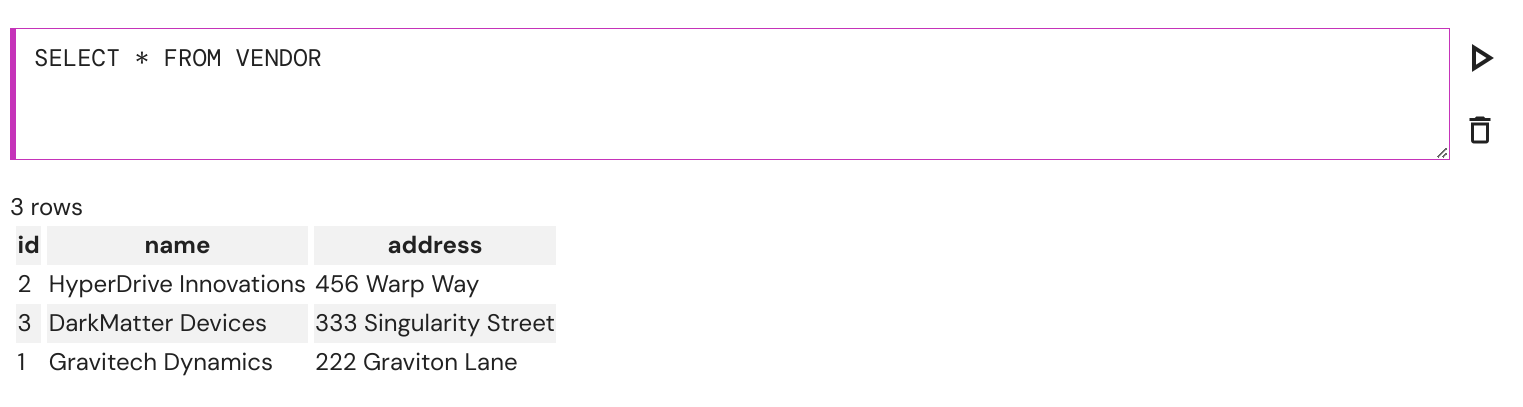 SELECT * FROM VENDOR
3 rows
id name address
2 HyperDrive Innovations 456 Warp Way
3 DarkMatter Devices 333 Singularity Street
1 Gravitech Dynamics 222 Graviton Lane